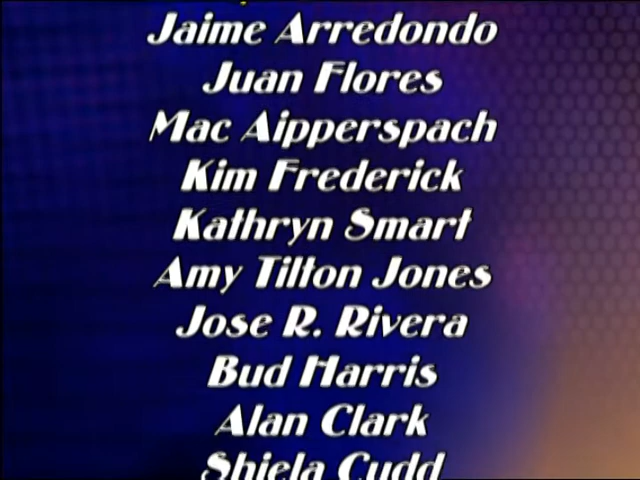 Jaime Arredondo
Juan Flores
Mac Aipperspach
Kim Frederick
Kathryn Smart
Amy Tilton Jones
Jose R. Rivera
Bud Harris
Alan Clark
Shiela Cudd